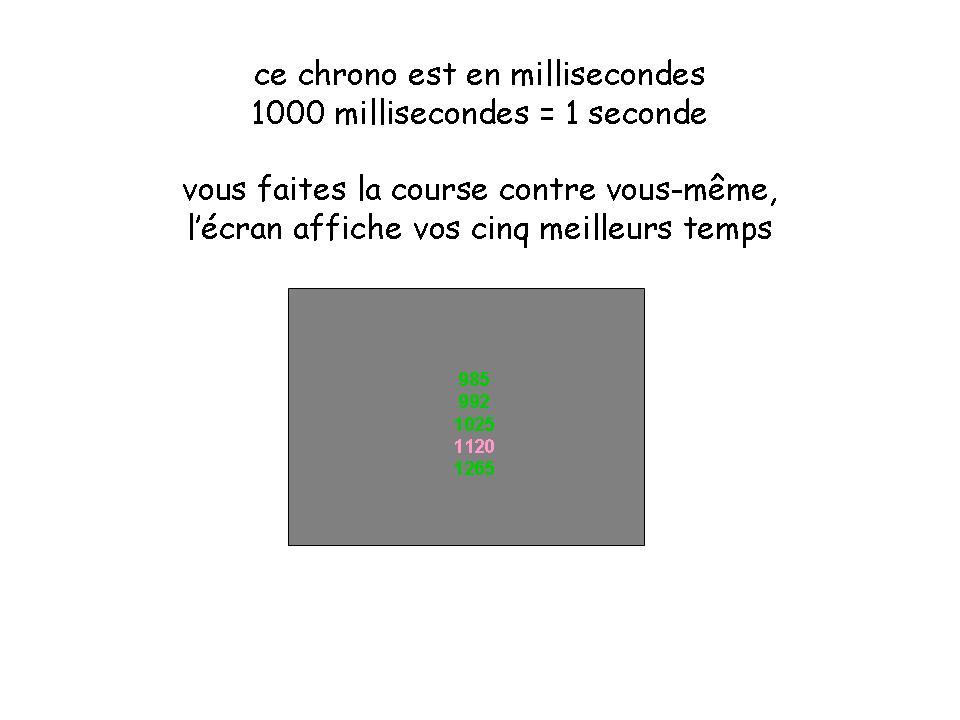 ce chrono est en millisecondes
1000 millisecondes = 1 seconde
vous faites la course contre vous-même,
l'écran affiche vos cinq meilleurs temps
985
992
1025
1120
1265